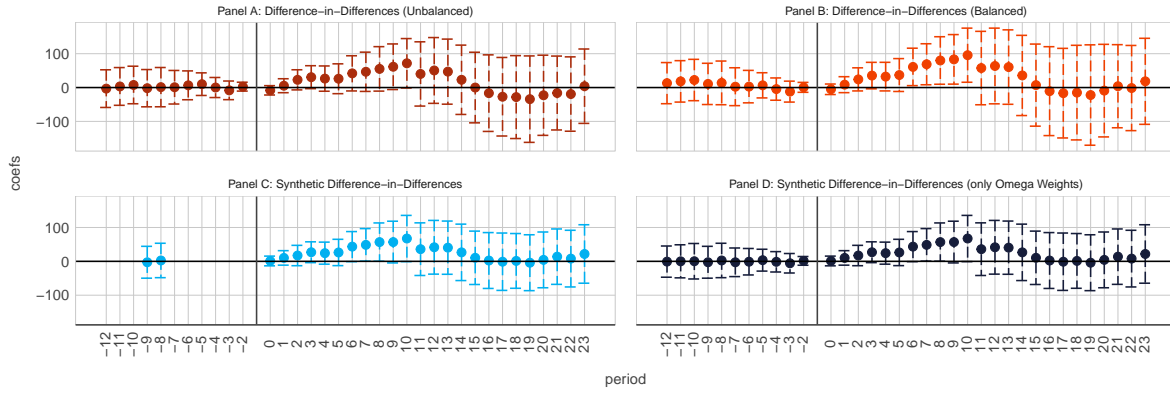 Panel A: Difference−in−Differences (Unbalanced)
Panel B: Difference−in−Differences (Balanced)
100
0
−100
Panel C: Synthetic Difference−in−Differences
Panel D: Synthetic Difference−in−Differences (only Omega Weights)
100
0
−100
coefs
−12 −11 −10 −9 −8 −7 −6 −5 −4 −3 −2 0 1 2 3 4 5 6 7 8 9 10 11 12 13 14 15 16 17 18 19 20 21 22 23
−12 −11 −10 −9 −8 −7 −6 −5 −4 −3 −2 0 1 2 3 4 5 6 7 8 9 10 11 12 13 14 15 16 17 18 19 20 21 22 23
period